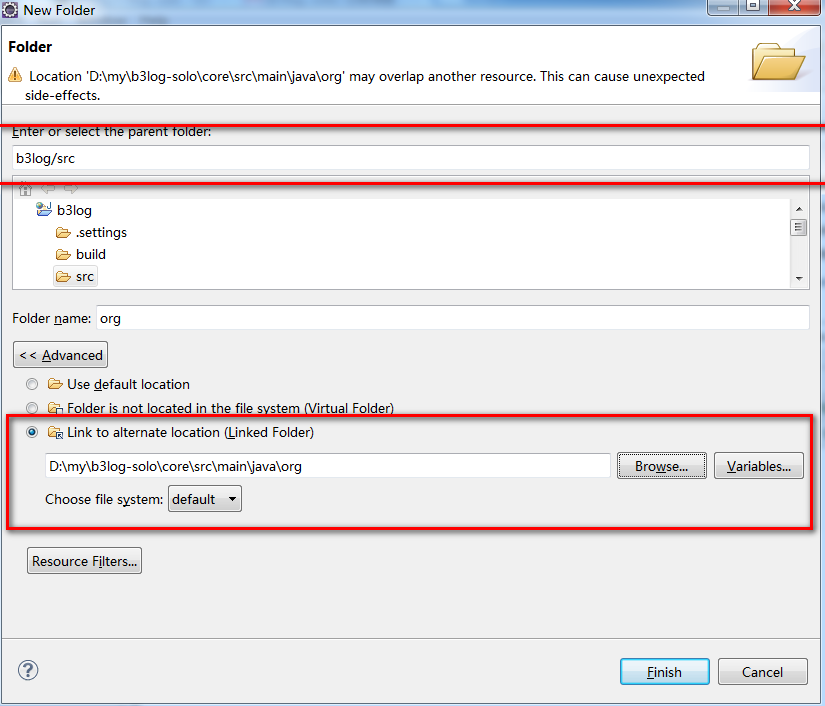 New Folder
Folder
Location 'D:\my\b3log-solo\core\src\main\java\org' may overlap another resource. This can cause unexpected
side-effects.
Enter or select the parent folder:
b3log/src
b3log
.settings
build
src
Folder name: org
<< Advanced
Use default location
Folder is not located in the file system (Virtual Folder)
Link to alternate location (Linked Folder)
D:\my\b3log-solo\core\src\main\java\org Browse... Variables...
Choose file system: default
Resource Filters...
? Finish Cancel